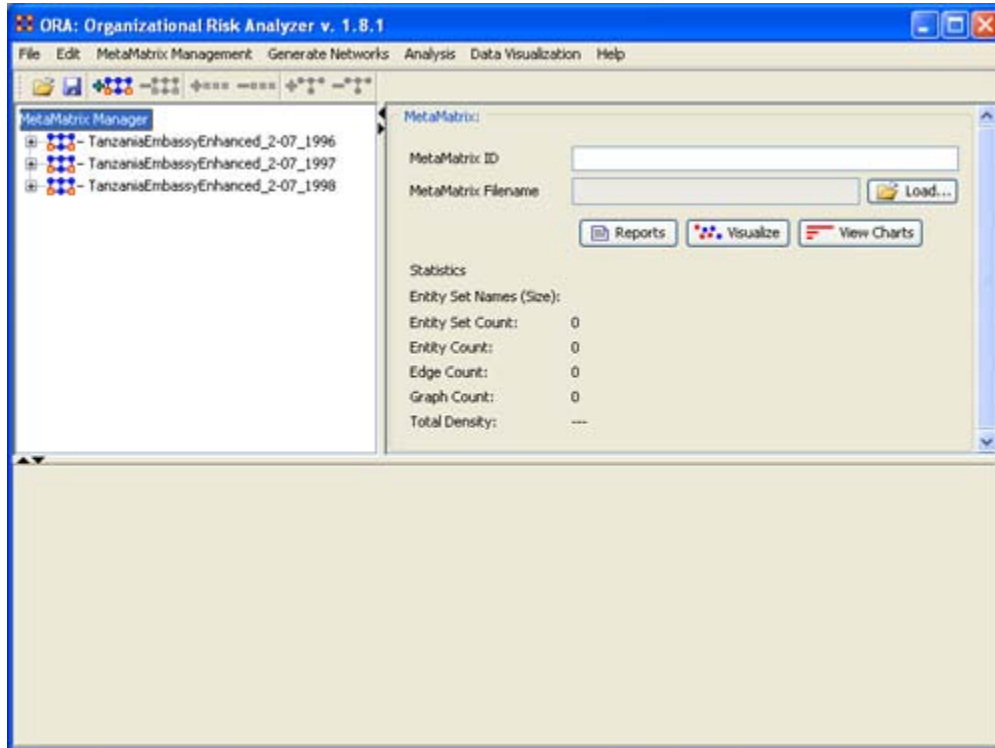 ORA: Organizational Risk Analyzer v. 1.8.1
File Edit MetaMatrix Management Generate Networks Analysis Data Visualization Help
MetaMatrix Manager
TanzaniaEmbassyEnhanced_2-07_1996
TanzaniaEmbassyEnhanced_2-07_1997
TanzaniaEmbassyEnhanced_2-07_1998
MetaMatrix:
MetaMatrix ID
MetaMatrix Filename Load...
Reports Visualize View Charts
Statistics
Entity Set Names (Size):
Entity Set Count: 0
Entity Count: 0
Edge Count: 0
Graph Count: 0
Total Density: ---